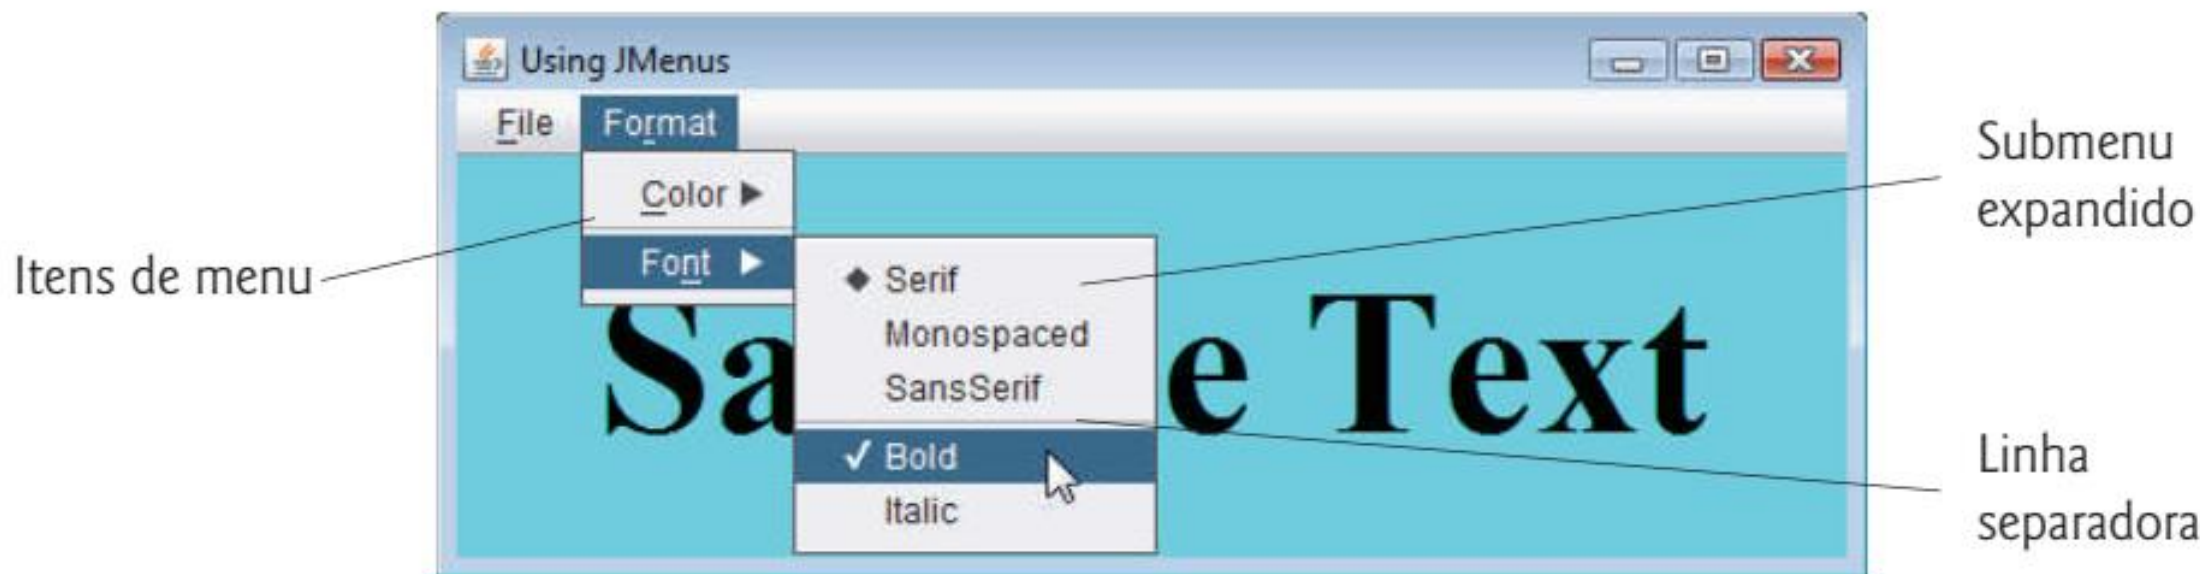 Using JMenus
File Format
Color
Font
Serif
Monospaced
SansSerif
Bold
Italic
Sa e Text
Itens de menu
Submenu
expandido
Linha
separadora